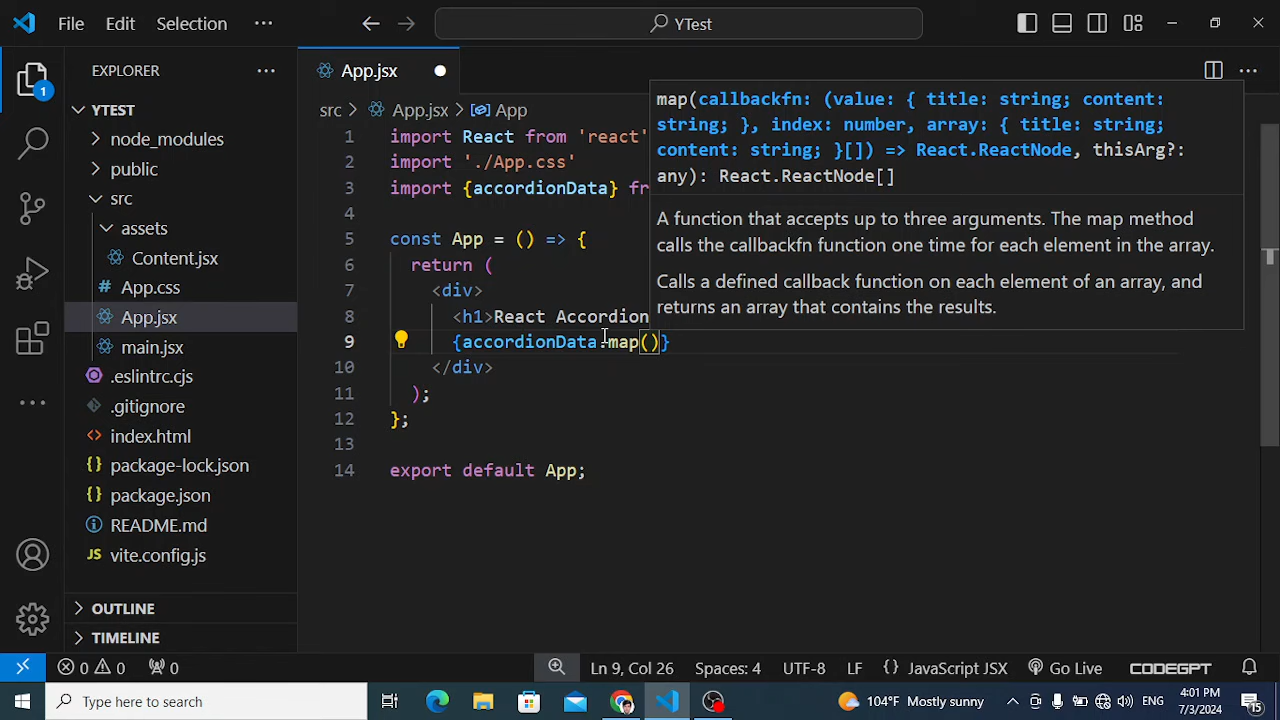 File Edit Selection ··· YTest
EXPLORER ···
YTEST
node_modules
public
src
assets
Content.jsx
App.css
App.jsx
main.jsx
.eslintrc.cjs
.gitignore
index.html
package-lock.json
package.json
README.md
vite.config.js
OUTLINE
TIMELINE
1
App.jsx
src > App.jsx > App
1 import React from 'react'
2 import './App.css'
3 import {accordionData} fr
4
5 const App = () => {
6 return (
7 <div>
8 <h1>React Accordion
9 {accordionData.map()}
10 </div>
11 );
12 };
13
14 export default App;
map(callbackfn: (value: { title: string; content:
string; }, index: number, array: { title: string;
content: string; }[]) => React.ReactNode, thisArg?:
any): React.ReactNode[]
A function that accepts up to three arguments. The map method
calls the callbackfn function one time for each element in the array.
Calls a defined callback function on each element of an array, and
returns an array that contains the results.
0 0 0 Ln 9, Col 26 Spaces: 4 UTF-8 LF {} JavaScript JSX Go Live CODEGPT
Type here to search 104°F Mostly sunny ENG 4:01 PM
7/3/2024 15